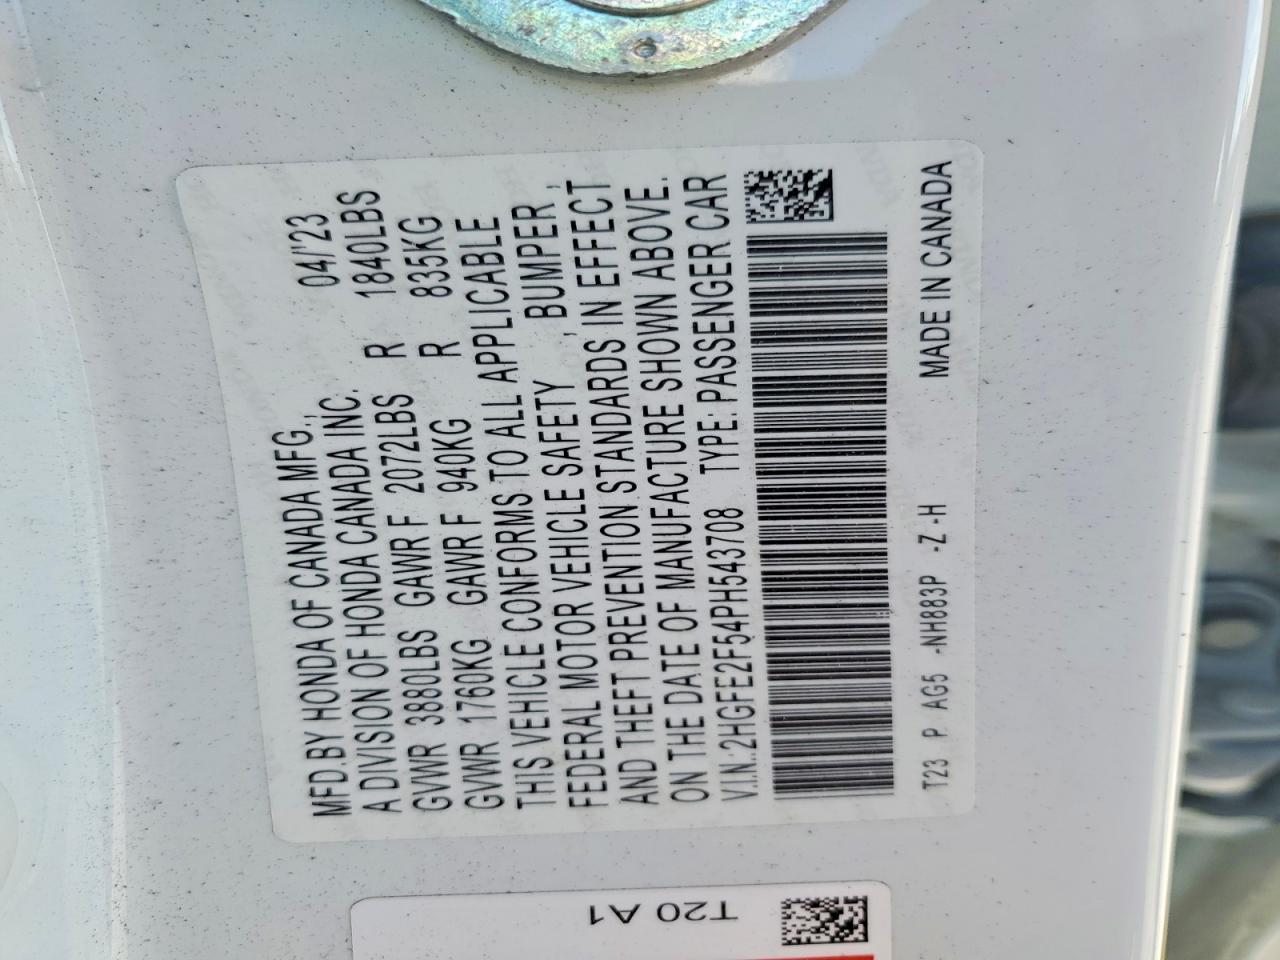 MFD.BY HONDA OF CANADA MFG., 04/'23
A DIVISION OF HONDA CANADA INC.
GVWR 3880LBS GAWR F 2072LBS R 1840LBS
GVWR 1760KG GAWR F 940KG R 835KG
THIS VEHICLE CONFORMS TO ALL APPLICABLE
FEDERAL MOTOR VEHICLE SAFETY , BUMPER ,
AND THEFT PREVENTION STANDARDS IN EFFECT
ON THE DATE OF MANUFACTURE SHOWN ABOVE.
V.I.N.:2HGFE2F54PH543708 TYPE: PASSENGER CAR
T23 P AG5 -NH883P -Z -H MADE IN CANADA
T20 A1